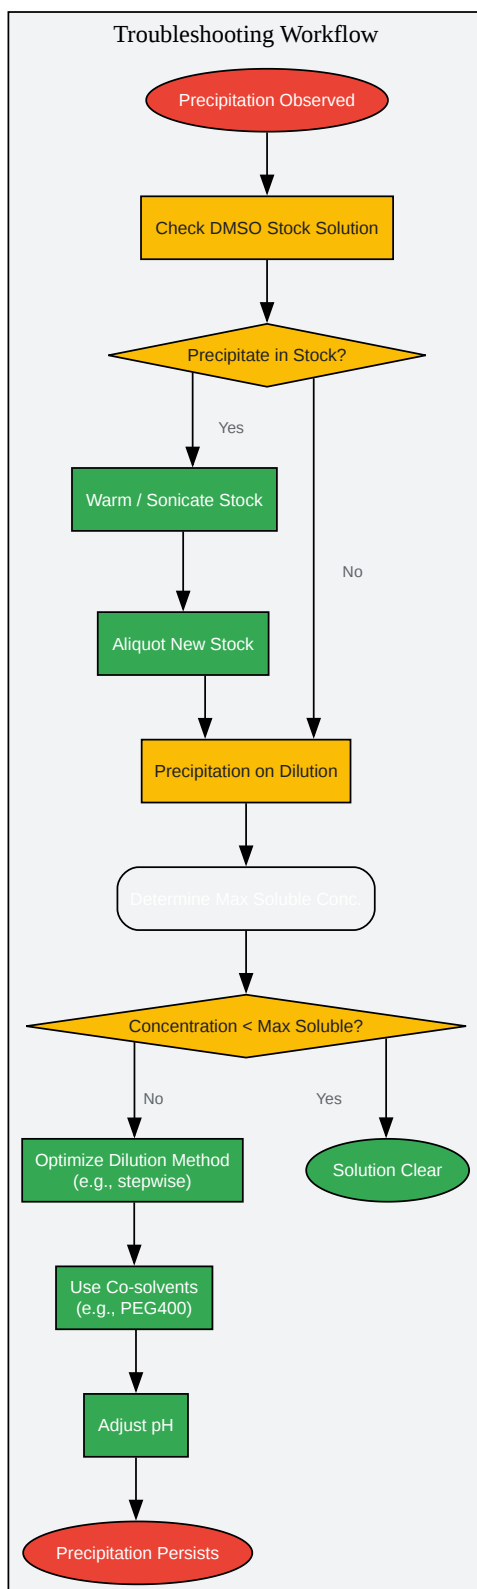 Troubleshooting Workflow
Precipitation Observed
Check DMSO Stock Solution
Precipitate in Stock?
Yes
Warm / Sonicate Stock
No
Aliquot New Stock
Precipitation on Dilution
Determine Max Soluble Conc.
Concentration < Max Soluble?
No
Yes
Optimize Dilution Method
(e.g., stepwise)
Solution Clear
Use Co-solvents
(e.g., PEG400)
Adjust pH
Precipitation Persists